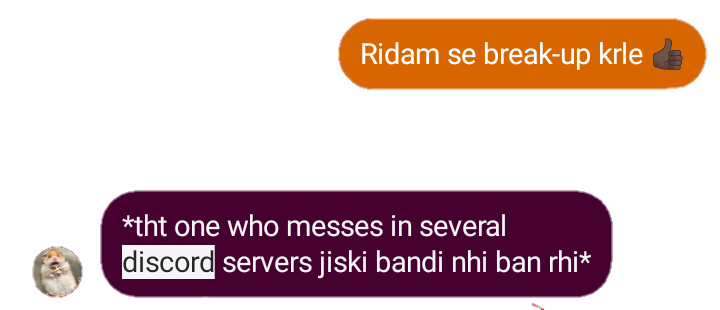 Ridam se break-up krle 👍🏿
*tht one who messes in several
discord servers jiski bandi nhi ban rhi*